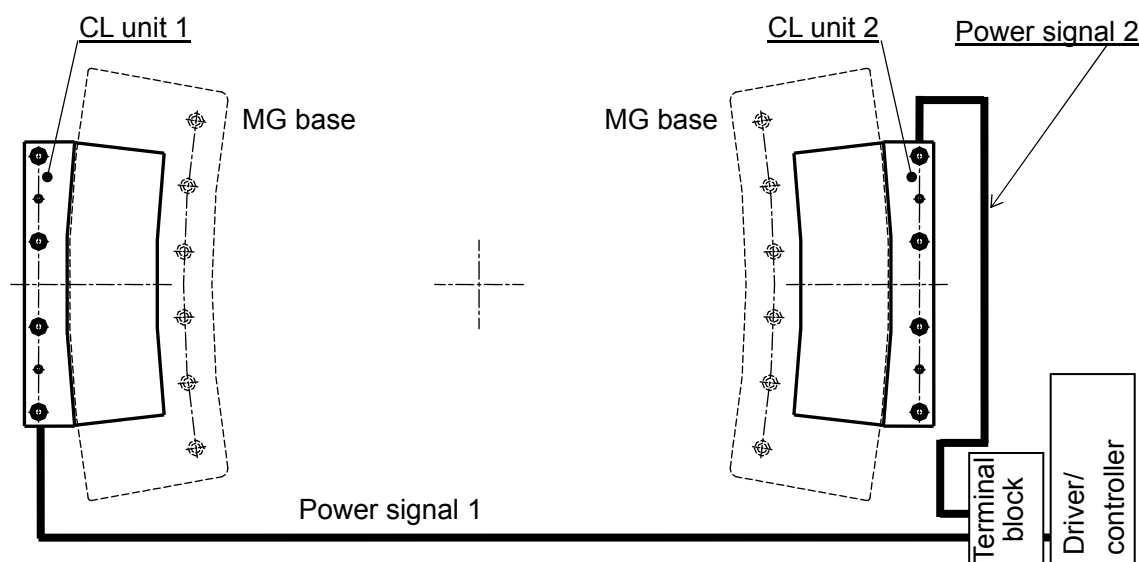 CL unit 1
CL unit 2
Power signal 2
MG base
MG base
Power signal 1
Terminal
block
Driver/
controller